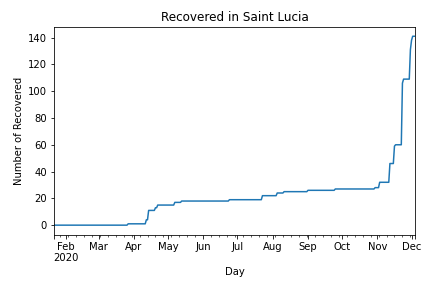 Recovered in Saint Lucia
Number of Recovered
140
120
100
80
60
40
20
0
Feb Mar Apr May Jun Jul Aug Sep Oct Nov Dec
2020
Day